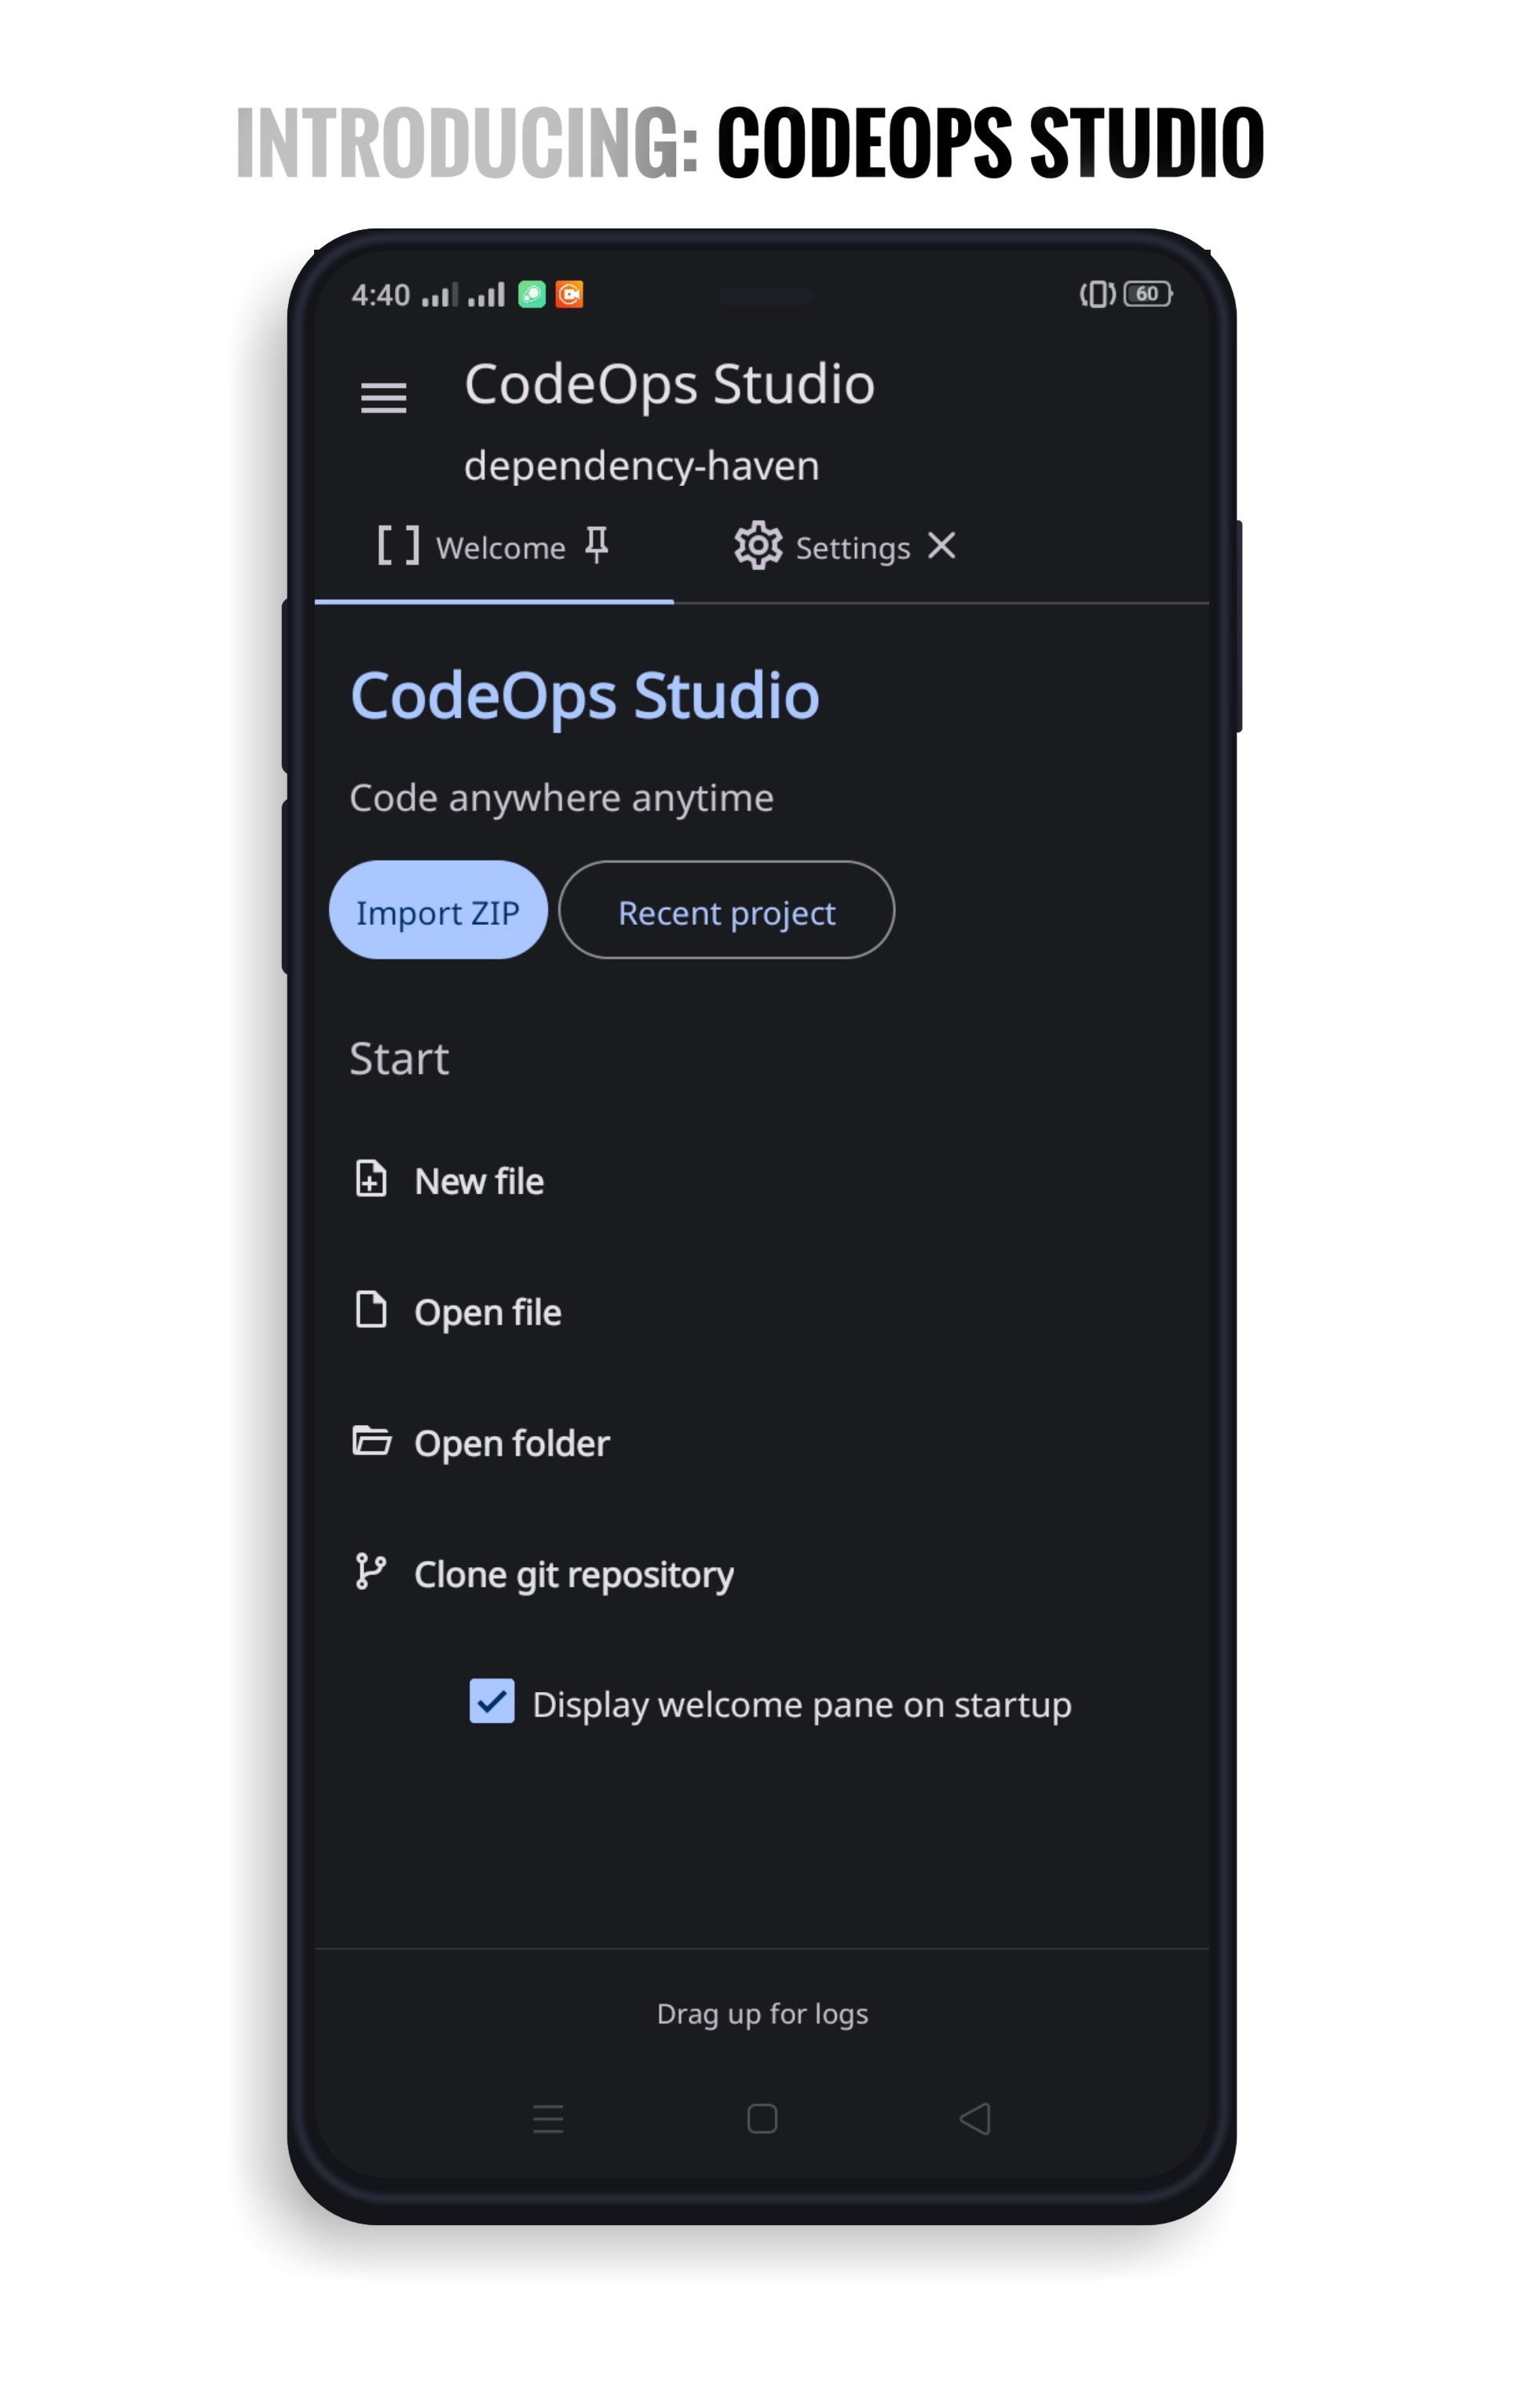 INTRODUCING: CODEOPS STUDIO
4:40 60
CodeOps Studio
dependency-haven
Welcome Settings
CodeOps Studio
Code anywhere anytime
Import ZIP Recent project
Start
New file
Open file
Open folder
Clone git repository
Display welcome pane on startup
Drag up for logs